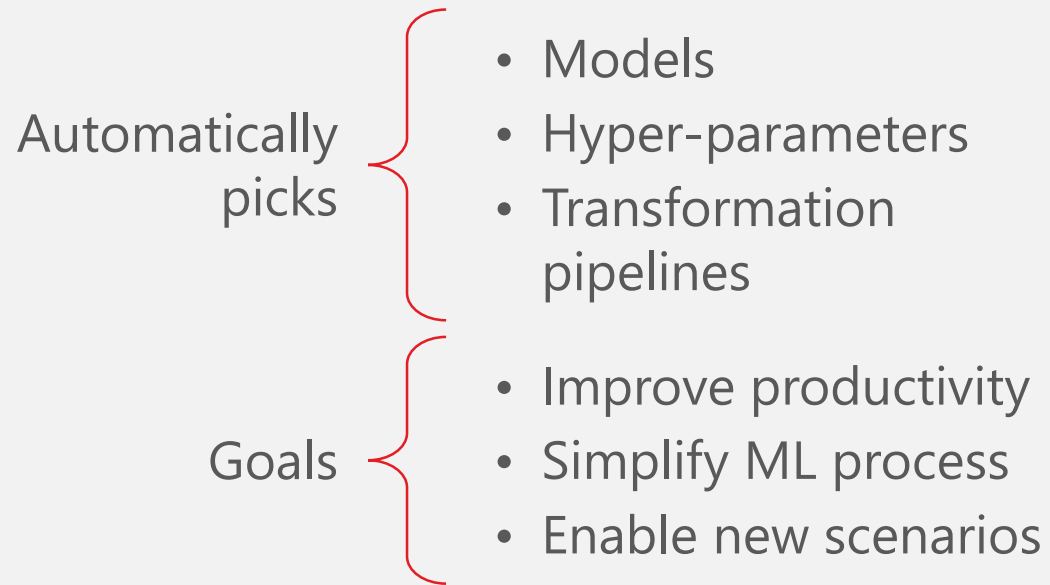 Automatically
picks
• Models
• Hyper-parameters
• Transformation
pipelines
Goals
• Improve productivity
• Simplify ML process
• Enable new scenarios